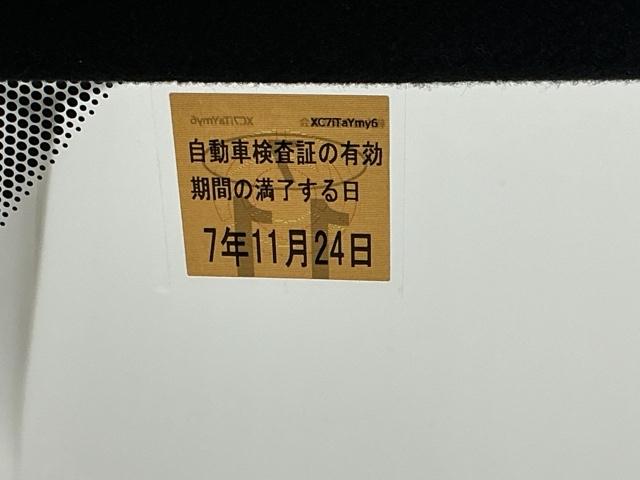 XC7iTaYmy6
自動車検査証の有効
期間の満了する日
7年11月24日